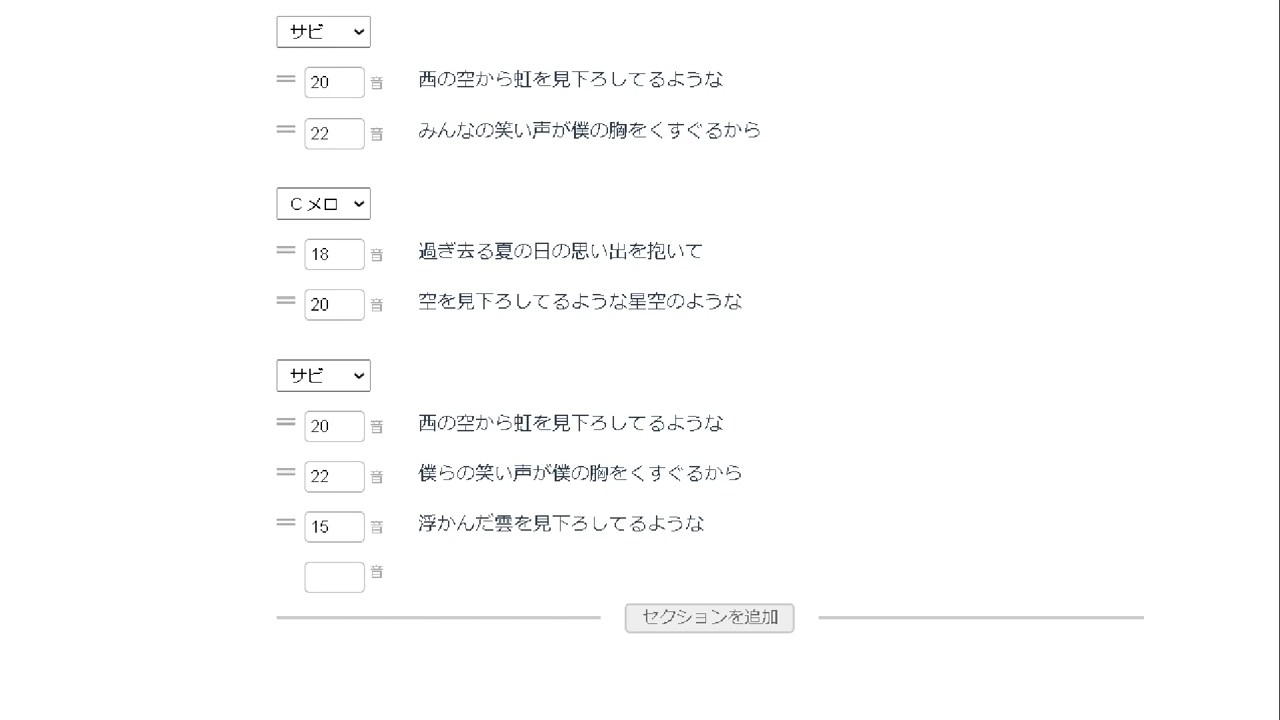 サビ
20 音 西の空から虹を見下ろしてるような
22 音 みんなの笑い声が僕の胸をくすぐるから
Cメロ
18 音 過ぎ去る夏の日の思い出を抱いて
20 音 空を見下ろしてるような星空のような
サビ
20 音 西の空から虹を見下ろしてるような
22 音 僕らの笑い声が僕の胸をくすぐるから
15 音 浮かんだ雲を見下ろしてるような
音
セクションを追加